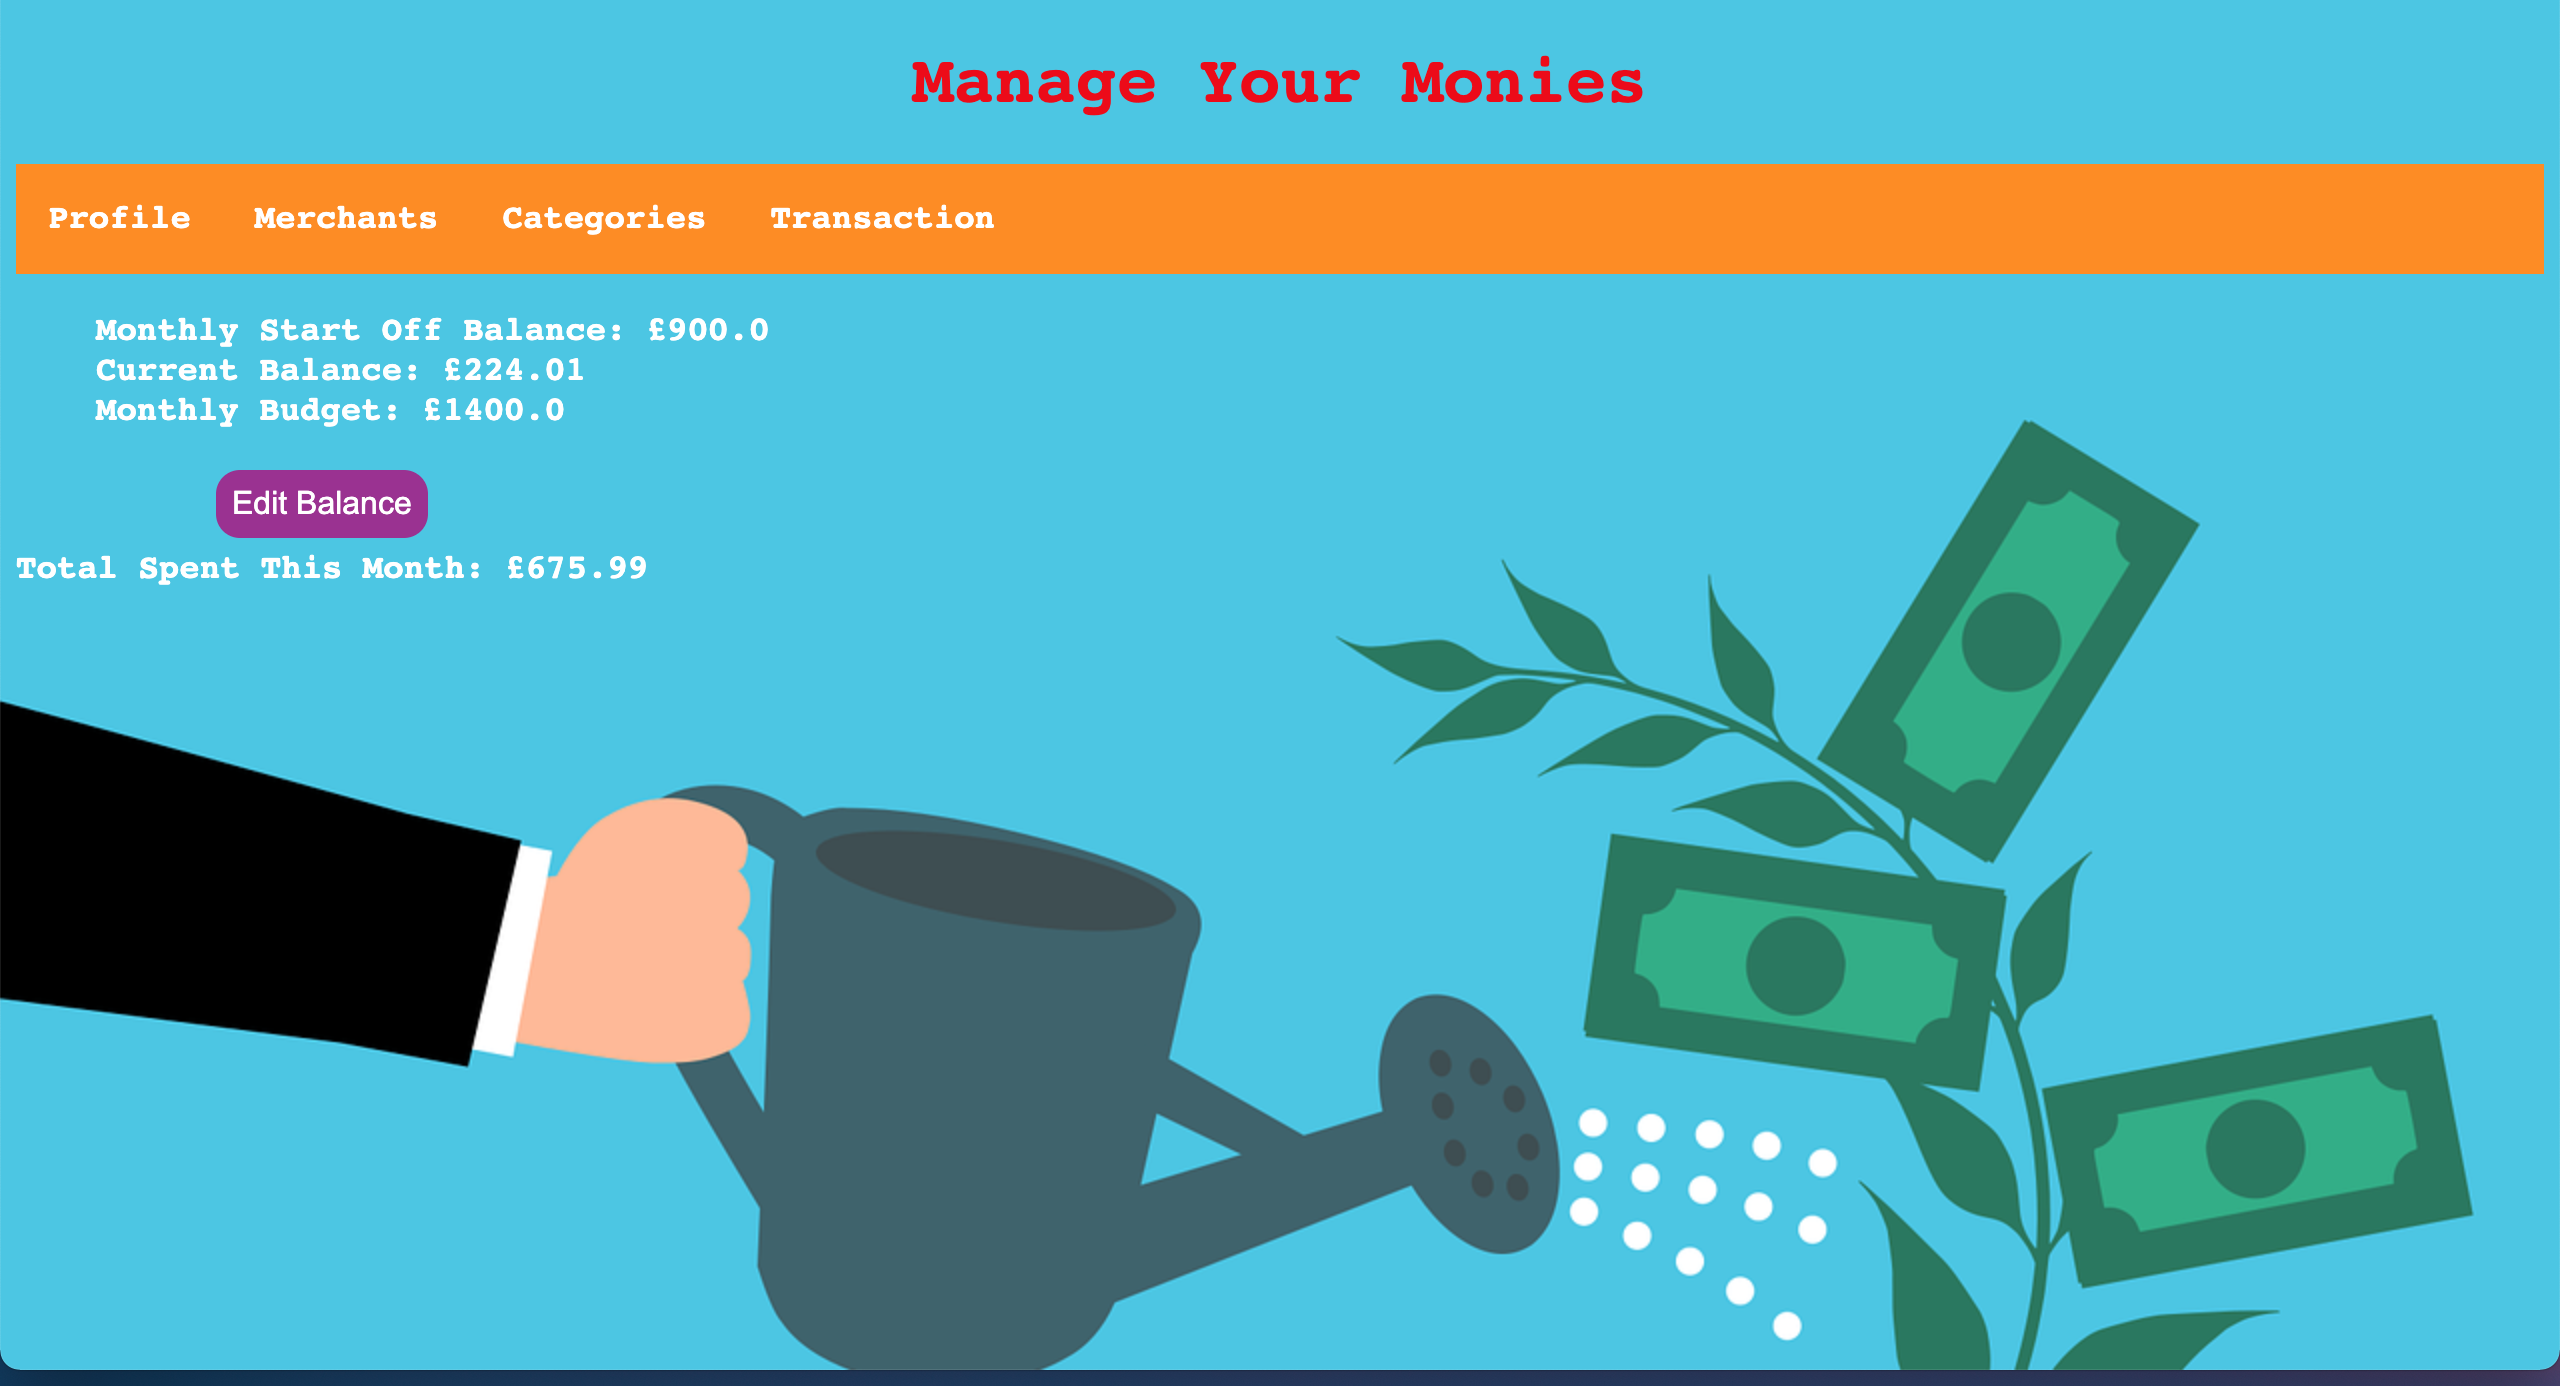 Manage Your Monies
Profile Merchants Categories Transaction
Monthly Start Off Balance: £900.0
Current Balance: £224.01
Monthly Budget: £1400.0
Edit Balance
Total Spent This Month: £675.99